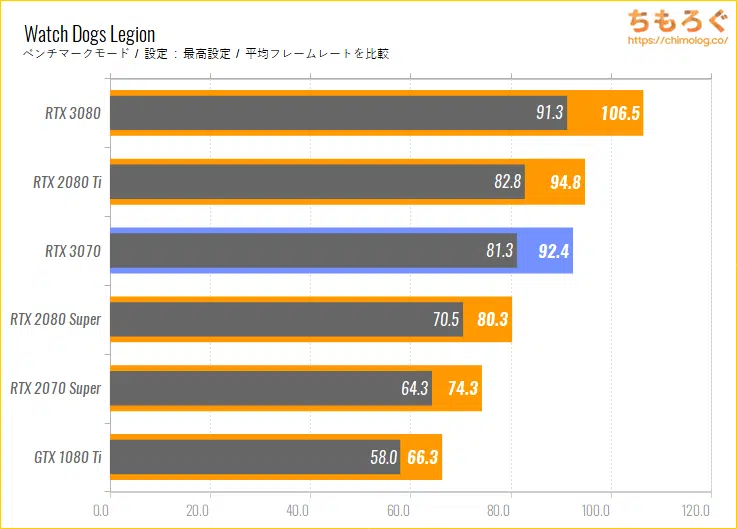 Watch Dogs Legion
ベンチマークモード / 設定 : 最高設定 / 平均フレームレートを比較
ちもろぐ
https://chimolog.co/
RTX 3080 91.3 106.5
RTX 2080 Ti 82.8 94.8
RTX 3070 81.3 92.4
RTX 2080 Super 70.5 80.3
RTX 2070 Super 64.3 74.3
GTX 1080 Ti 58.0 66.3
0.0 20.0 40.0 60.0 80.0 100.0 120.0